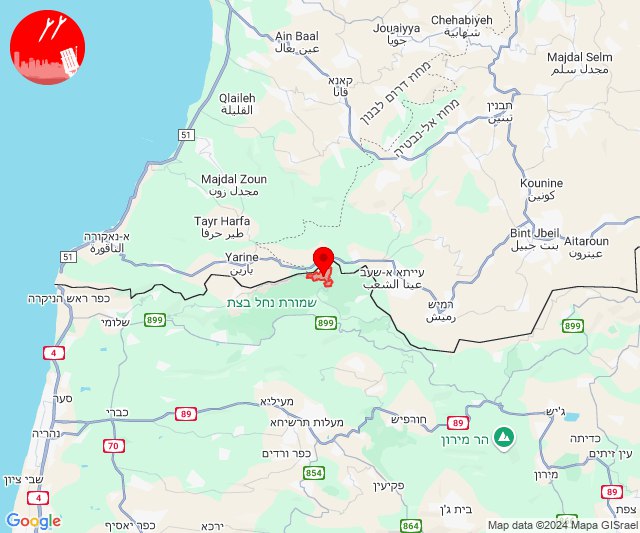 Chehabiyeh
شهابية
Jouaiyya
جويا
Ain Baal
عين بعال
Majdal Selm
مجدل سلم
קאנא
قانا
מחוז דרום לבנון
מחוז אל-נבטיה
תבנין
تبنين
Qlaileh
القليلة
51
Majdal Zoun
مجدل زون
Kounine
كونين
Tayr Harfa
طير حرفا
א-נאקורה
الناقورة
Bint Jbeil
بنت جبيل
Aitaroun
عيترون
51
Yarine
يارين
עייתא א-שעב
عيتا الشعب
כפר ראש הניקרה
שמורת נחל בצת
רמיש
رميش
שלומי
899
899
899
4
סער
מעיליא
כברי
89
מעלות תרשיחא
חורפיש
89
ג'יש
נהריה
70
הר מירון
כדיתה
כפר ורדים
עין זיתים
מירון
שבי ציון
854
פקיעין
89
4
צפת
בית ג'ן
כפר יאסיף
ירכא
864
Google
Map data ©2024 Mapa GISrael